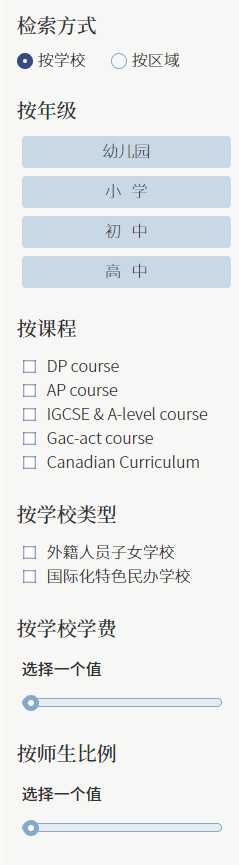 检索方式
按学校 按区域
按年级
幼儿园
小 学
初 中
高 中
按课程
DP course
AP course
IGCSE & A-level course
Gac-act course
Canadian Curriculum
按学校类型
外籍人员子女学校
国际化特色民办学校
按学校学费
选择一个值
按师生比例
选择一个值